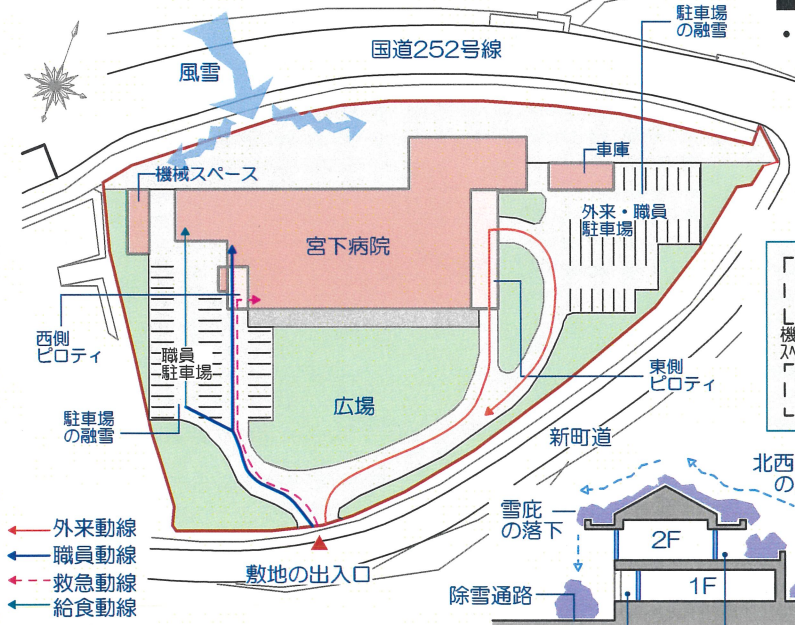 駐車場
の融雪
国道252号線
風雪
機械スペース
車庫
外来・職員
駐車場
宮下病院
西側
ピロティ
職員
駐車場
広場
東側
ピロティ
駐車場
の融雪
新町道
外来動線
職員動線
救急動線
給食動線
敷地の出入口
北西
の
雪庇
の落下
2F
1F
除雪通路